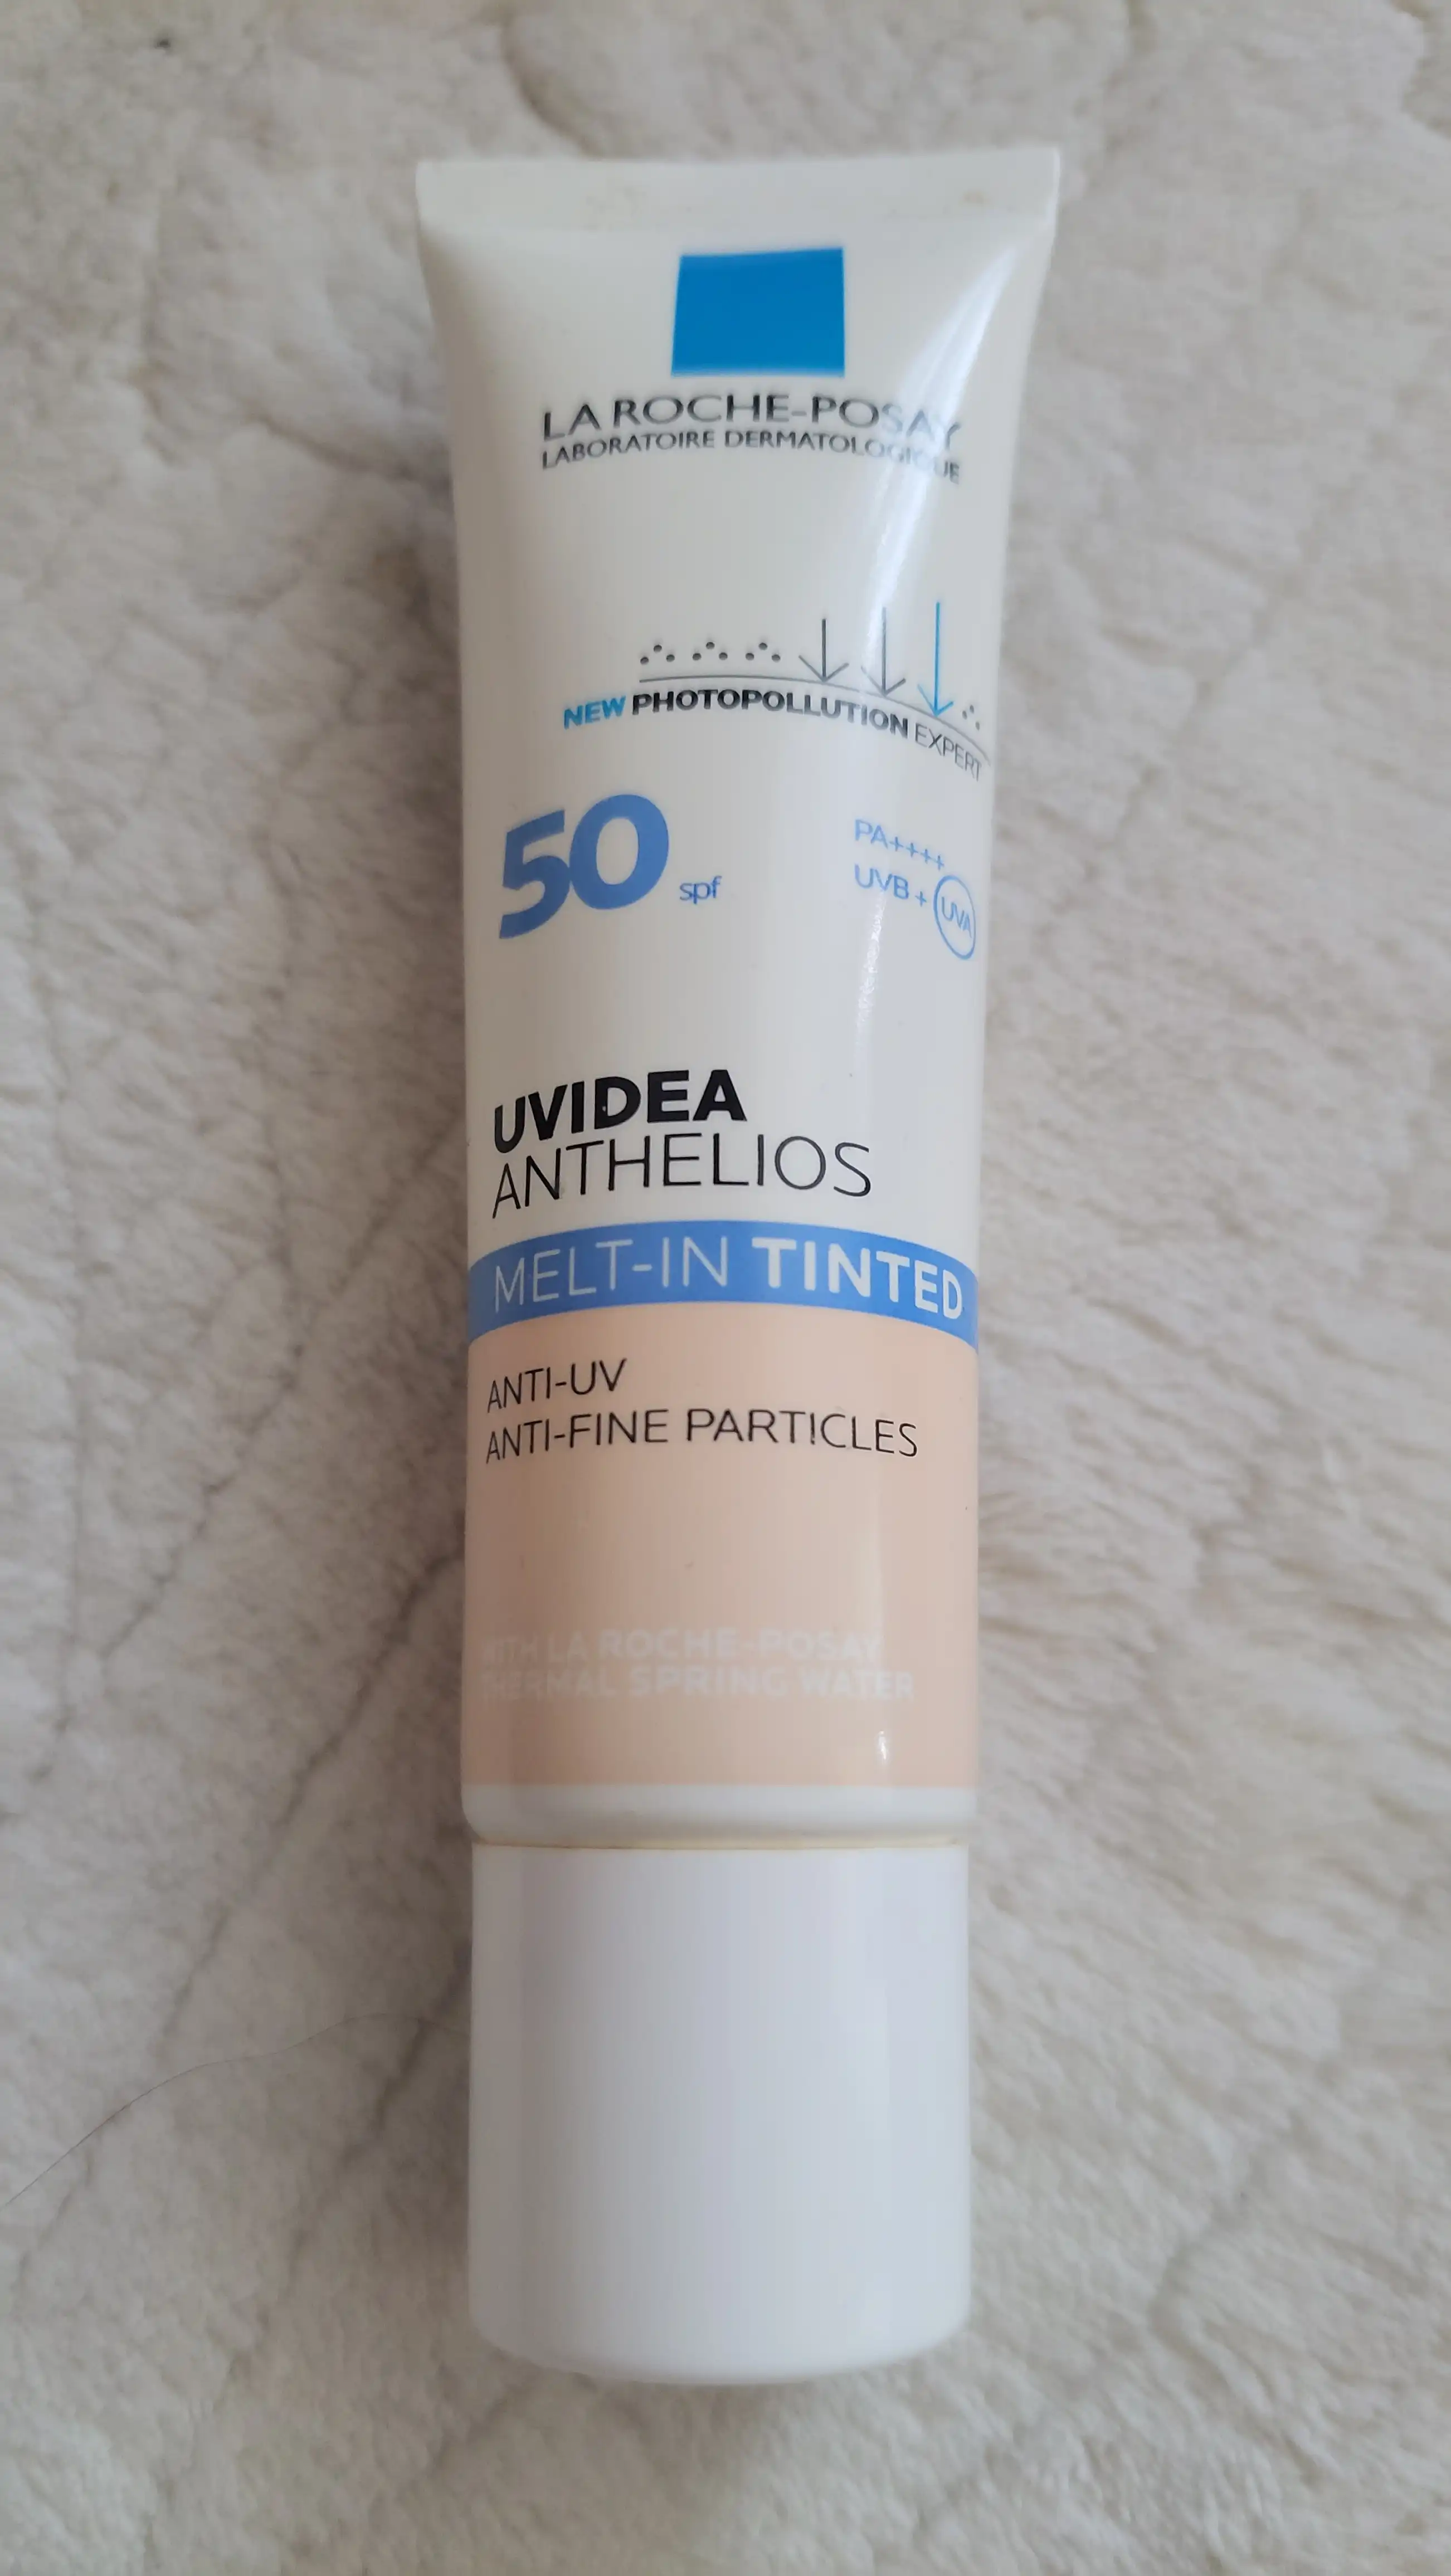 LA ROCHE-POSAY
LABORATOIRE DERMATOLOGIQUE
NEW PHOTOPOLLUTION EXPERT
50 spf
PA++++
UVB + UVA
UVIDEA
ANTHELIOS
MELT-IN TINTED
ANTI-UV
ANTI-FINE PARTICLES
WITH LA ROCHE-POSAY
THERMAL SPRING WATER